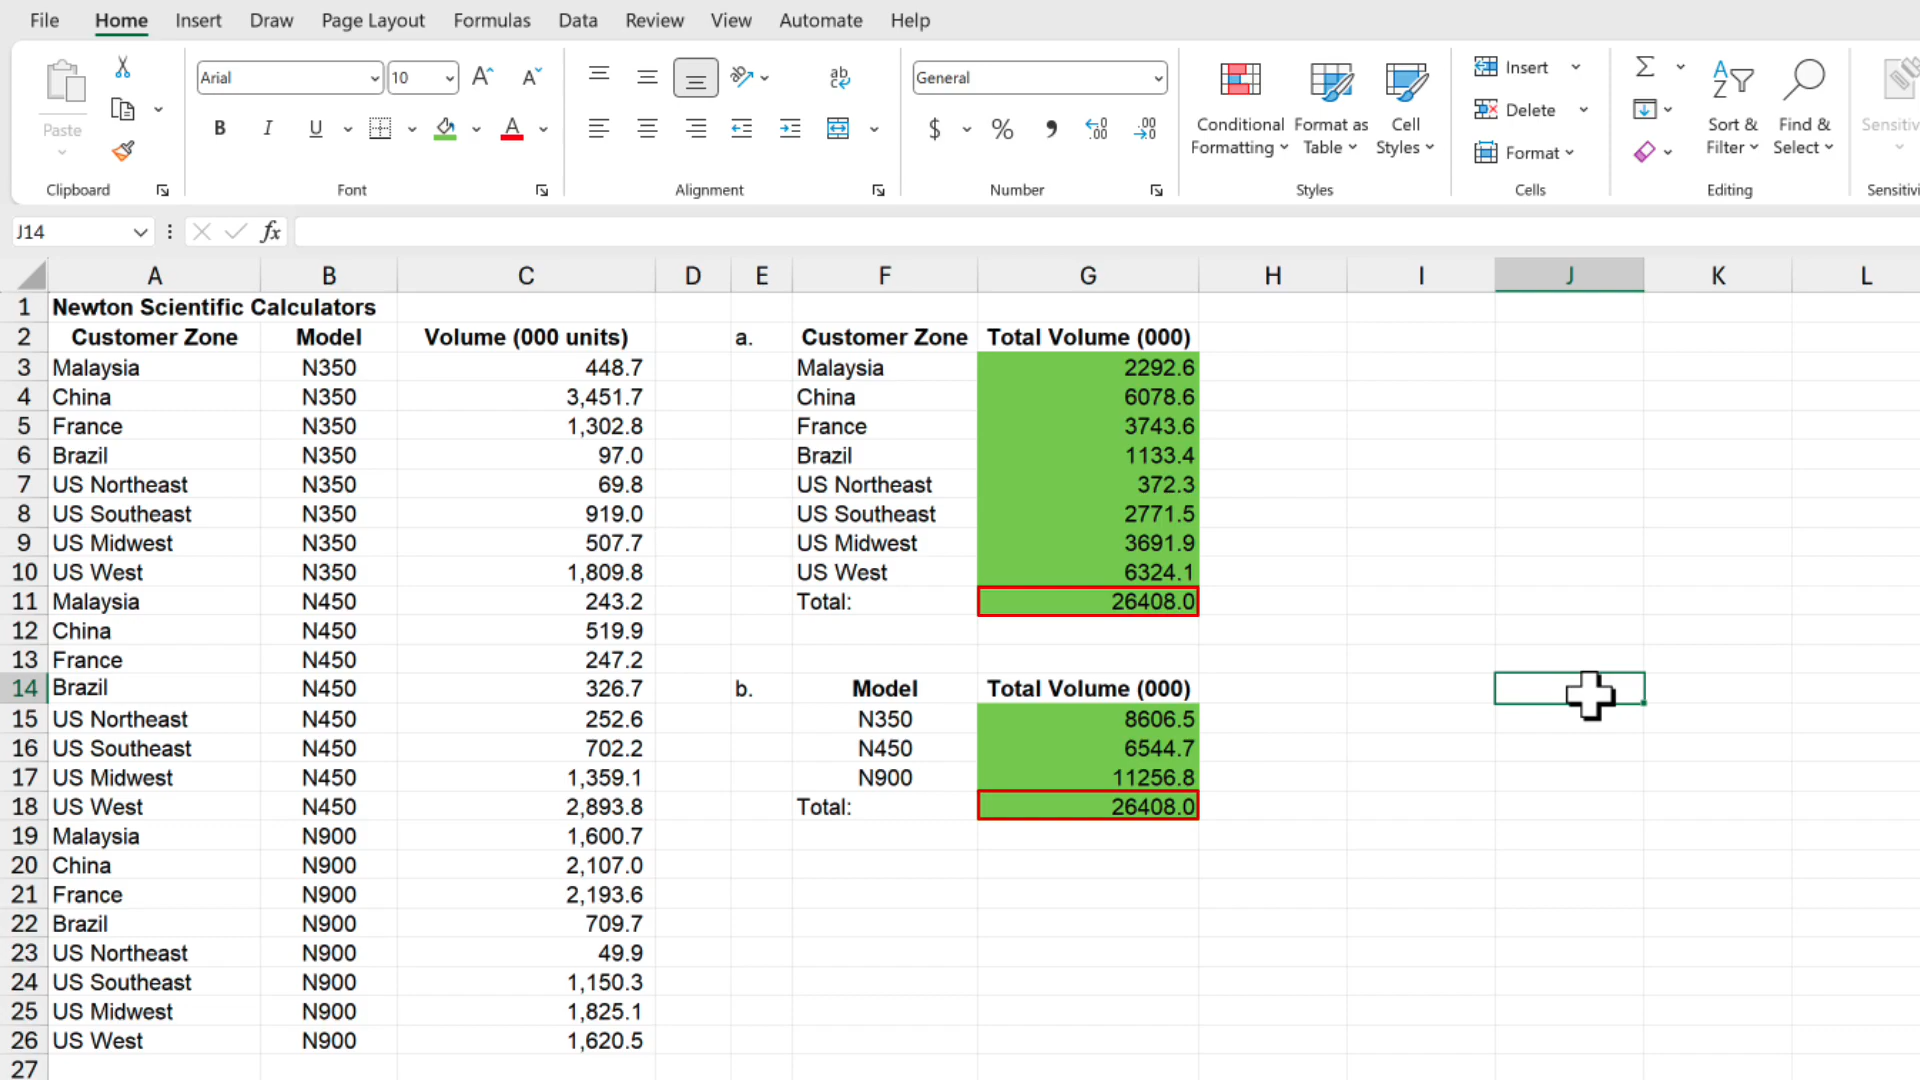 File Home Insert Draw Page Layout Formulas Data Review View Automate Help
Paste
Arial 10
B I U A
ab
General
$ % 9 .00 .00
Conditional Formatting
Format as Table
Cell Styles
Insert
Delete
Format
Sort & Filter
Find & Select
Sensitivi
Clipboard Font Alignment Number Styles Cells Editing Sensitivi
J14 fx
A B C D E F G H I J K L
1 Newton Scientific Calculators
2 Customer Zone Model Volume (000 units) a. Customer Zone Total Volume (000)
3 Malaysia N350 448.7 Malaysia 2292.6
4 China N350 3,451.7 China 6078.6
5 France N350 1,302.8 France 3743.6
6 Brazil N350 97.0 Brazil 1133.4
7 US Northeast N350 69.8 US Northeast 372.3
8 US Southeast N350 919.0 US Southeast 2771.5
9 US Midwest N350 507.7 US Midwest 3691.9
10 US West N350 1,809.8 US West 6324.1
11 Malaysia N450 243.2 Total: 26408.0
12 China N450 519.9
13 France N450 247.2
14 Brazil N450 326.7 b. Model Total Volume (000)
15 US Northeast N450 252.6 N350 8606.5
16 US Southeast N450 702.2 N450 6544.7
17 US Midwest N450 1,359.1 N900 11256.8
18 US West N450 2,893.8 Total: 26408.0
19 Malaysia N900 1,600.7
20 China N900 2,107.0
21 France N900 2,193.6
22 Brazil N900 709.7
23 US Northeast N900 49.9
24 US Southeast N900 1,150.3
25 US Midwest N900 1,825.1
26 US West N900 1,620.5
27